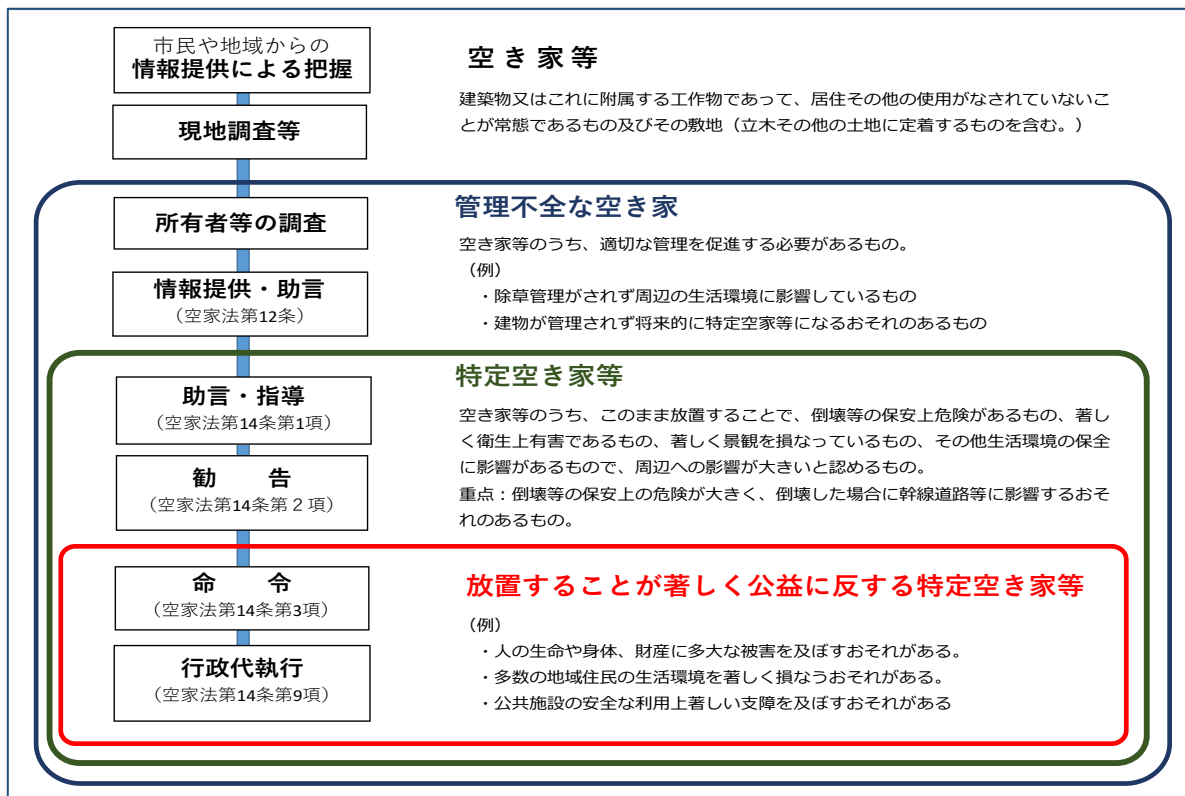 市民や地域からの
情報提供による把握
現地調査等
空き家等
建築物又はこれに附属する工作物であって、居住その他の使用がなされていないこ
とが常態であるもの及びその敷地（立木その他の土地に定着するものを含む。）
所有者等の調査
情報提供・助言
（空家法第12条）
管理不全な空き家
空き家等のうち、適切な管理を促進する必要があるもの。
（例）
・除草管理がされず周辺の生活環境に影響しているもの
・建物が管理されず将来的に特定空家等になるおそれのあるもの
助言・指導
（空家法第14条第1項）
勧　告
（空家法第14条第２項）
特定空き家等
空き家等のうち、このまま放置することで、倒壊等の保安上危険があるもの、著し
く衛生上有害であるもの、著しく景観を損なっているもの、その他生活環境の保全
に影響があるもので、周辺への影響が大きいと認めるもの。
重点：倒壊等の保安上の危険が大きく、倒壊した場合に幹線道路等に影響するおそ
れのあるもの。
命　令
（空家法第14条第3項）
行政代執行
（空家法第14条第9項）
放置することが著しく公益に反する特定空き家等
（例）
・人の生命や身体、財産に多大な被害を及ぼすおそれがある。
・多数の地域住民の生活環境を著しく損なうおそれがある。
・公共施設の安全な利用上著しい支障を及ぼすおそれがある